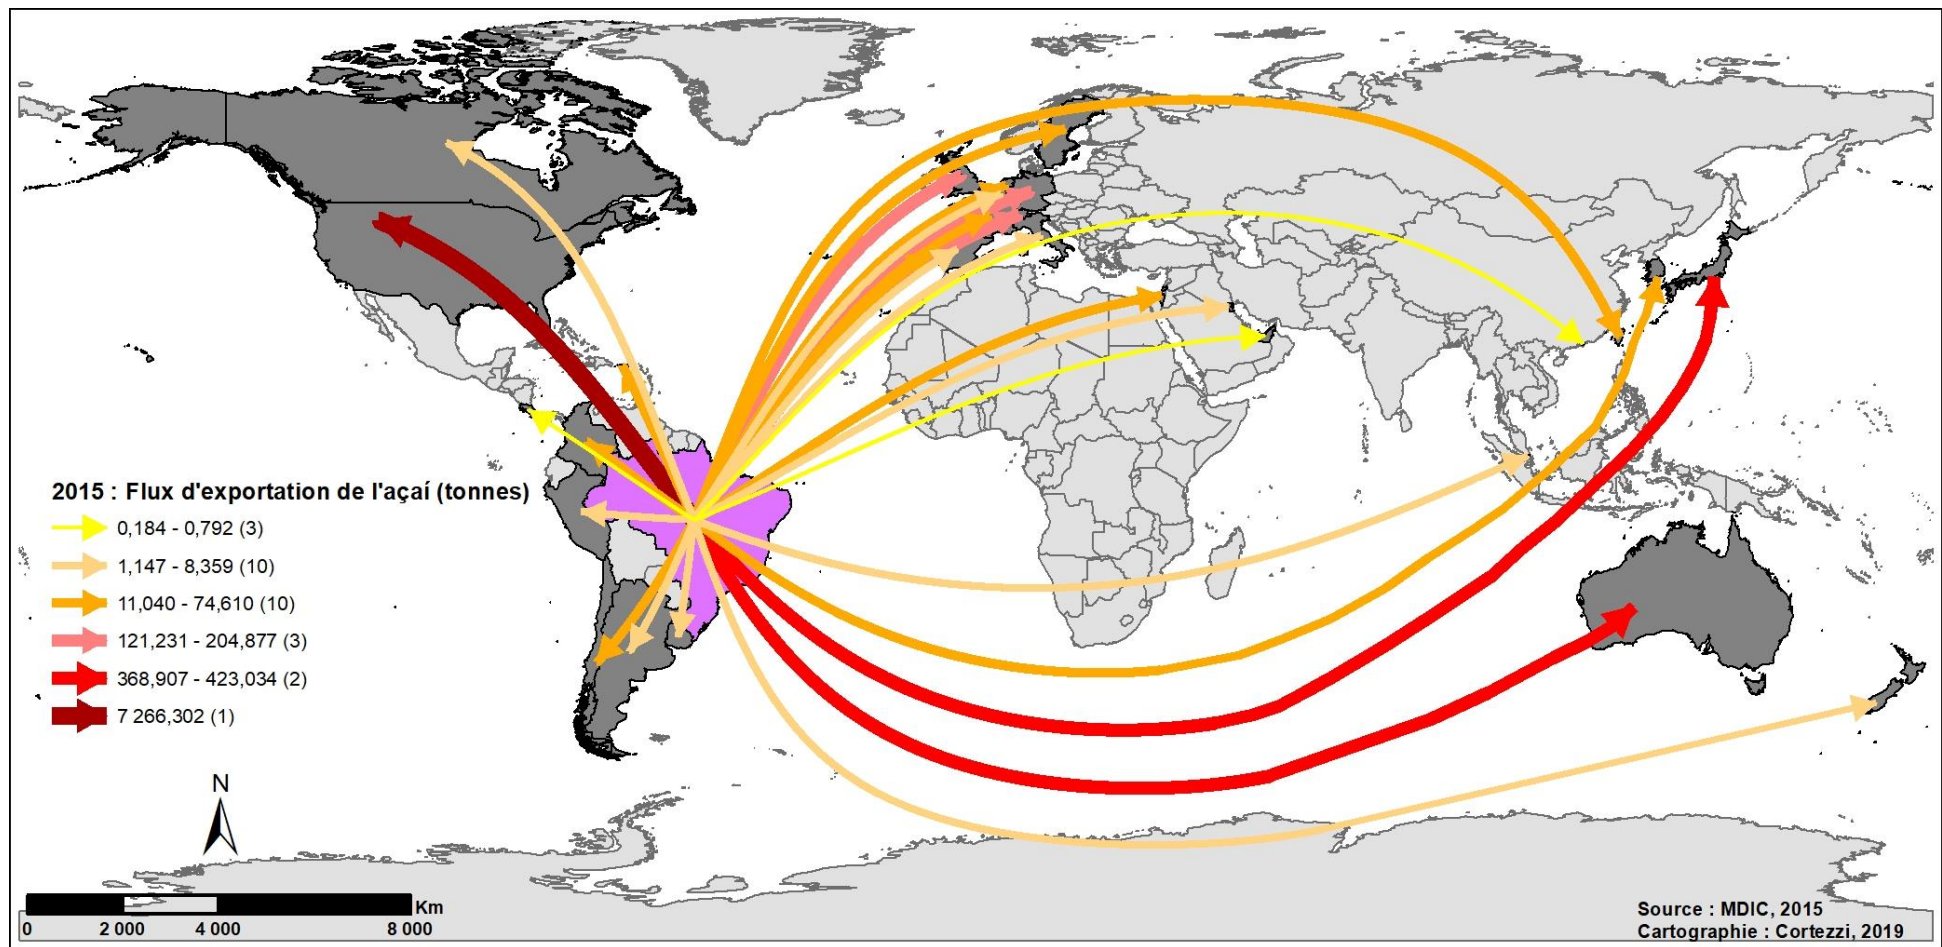 2015 : Flux d'exportation de l'açaí (tonnes)
0,184 - 0,792 (3)
1,147 - 8,359 (10)
11,040 - 74,610 (10)
121,231 - 204,877 (3)
368,907 - 423,034 (2)
7 266,302 (1)
N
Km
0 2 000 4 000 8 000
Source : MDIC, 2015
Cartographie : Cortezzi, 2019